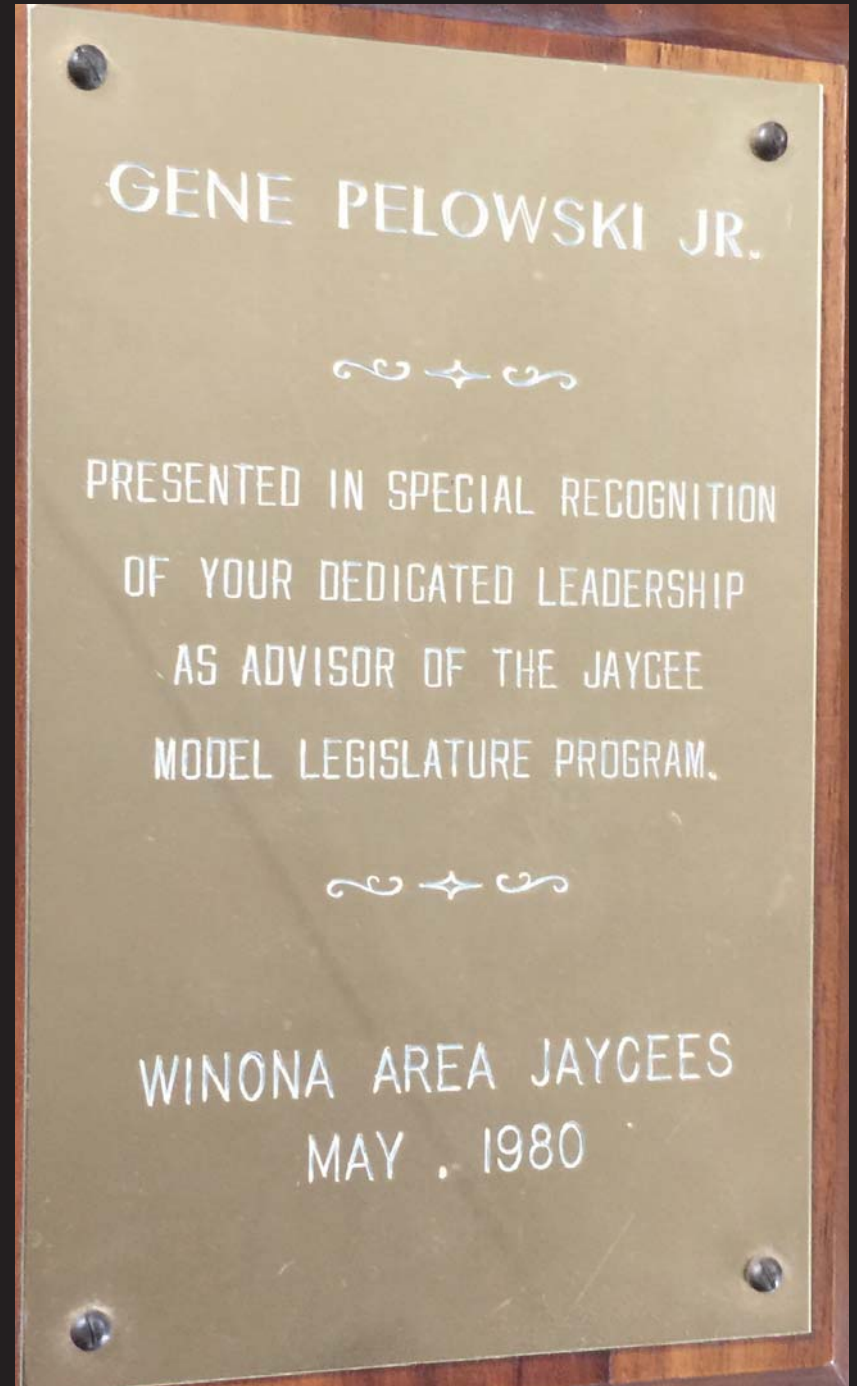 GENE PELOWSKI JR.
PRESENTED IN SPECIAL RECOGNITION
OF YOUR DEDICATED LEADERSHIP
AS ADVISOR OF THE JAYCEE
MODEL LEGISLATURE PROGRAM.
WINONA AREA JAYCEES
MAY . 1980